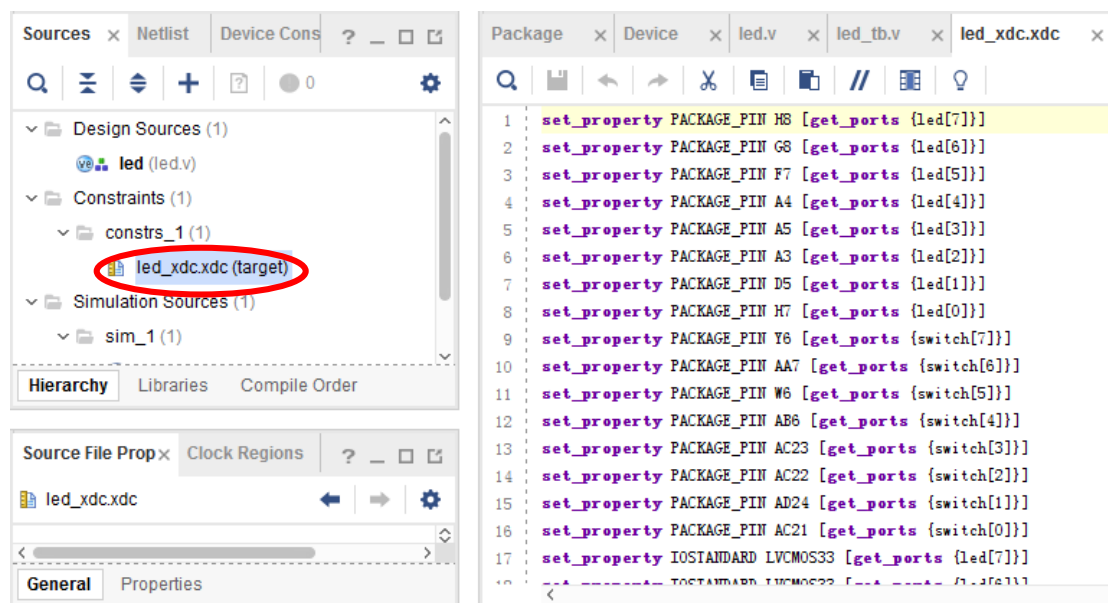 Sources Netlist Device Cons ?
0
Design Sources (1)
led (led.v)
Constraints (1)
constrs_1 (1)
led_xdc.xdc (target)
Simulation Sources (1)
sim_1 (1)
Hierarchy Libraries Compile Order
Source File Prop Clock Regions ?
led_xdc.xdc
General Properties
Package Device led.v led_tb.v led_xdc.xdc
1 set_property PACKAGE_PIN H8 [get_ports {led[7]}]
2 set_property PACKAGE_PIN G8 [get_ports {led[6]}]
3 set_property PACKAGE_PIN F7 [get_ports {led[5]}]
4 set_property PACKAGE_PIN A4 [get_ports {led[4]}]
5 set_property PACKAGE_PIN A5 [get_ports {led[3]}]
6 set_property PACKAGE_PIN A3 [get_ports {led[2]}]
7 set_property PACKAGE_PIN D5 [get_ports {led[1]}]
8 set_property PACKAGE_PIN H7 [get_ports {led[0]}]
9 set_property PACKAGE_PIN Y6 [get_ports {switch[7]}]
10 set_property PACKAGE_PIN AA7 [get_ports {switch[6]}]
11 set_property PACKAGE_PIN W6 [get_ports {switch[5]}]
12 set_property PACKAGE_PIN AB6 [get_ports {switch[4]}]
13 set_property PACKAGE_PIN AC23 [get_ports {switch[3]}]
14 set_property PACKAGE_PIN AC22 [get_ports {switch[2]}]
15 set_property PACKAGE_PIN AD24 [get_ports {switch[1]}]
16 set_property PACKAGE_PIN AC21 [get_ports {switch[0]}]
17 set_property IOSTANDARD LVCMOS33 [get_ports {led[7]}]
18 set_property IOSTANDARD LVCMOS33 [get_ports {led[6]}]